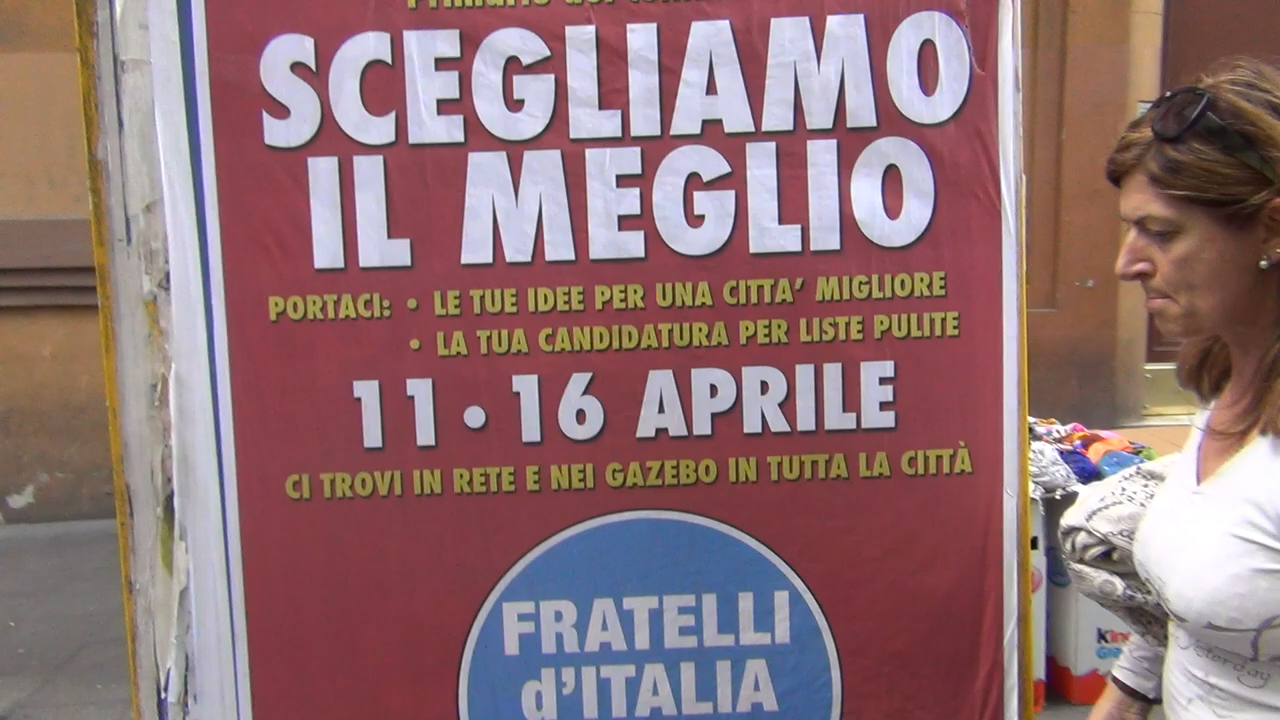 SCEGLIAMO
IL MEGLIO
PORTACI: • LE TUE IDEE PER UNA CITTA' MIGLIORE
• LA TUA CANDIDATURA PER LISTE PULITE
11 • 16 APRILE
CI TROVI IN RETE E NEI GAZEBO IN TUTTA LA CITTÀ
FRATELLI
d'ITALIA